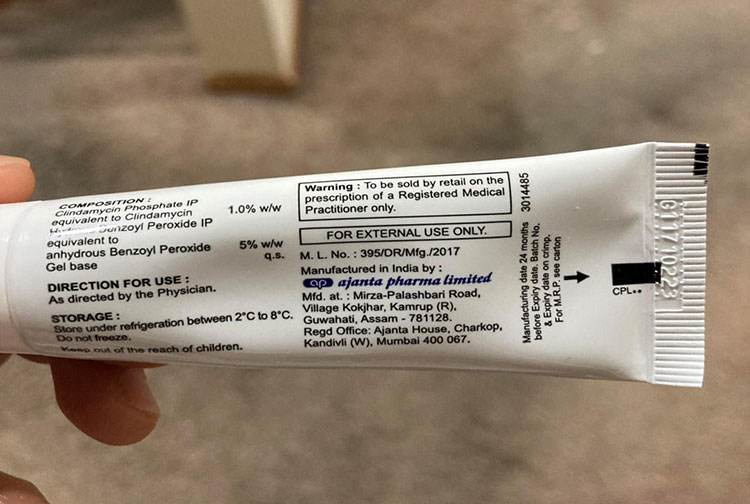 COMPOSITION :
Clindamycin Phosphate IP
equivalent to Clindamycin 1.0% w/w
Hydrous Benzoyl Peroxide IP
equivalent to
anhydrous Benzoyl Peroxide 5% w/w
Gel base q.s.
DIRECTION FOR USE :
As directed by the Physician.
STORAGE :
Store under refrigeration between 2°C to 8°C.
Do not freeze.
Keep out of the reach of children.
Warning : To be sold by retail on the
prescription of a Registered Medical
Practitioner only.
FOR EXTERNAL USE ONLY.
M. L. No. : 395/DR/Mfg./2017
Manufactured in India by :
ap ajanta pharma limited
Mfd. at. : Mirza-Palashbari Road,
Village Kokjhar, Kamrup (R),
Guwahati, Assam - 781128.
Regd Office: Ajanta House, Charkop,
Kandivli (W), Mumbai 400 067.
3014485
Manufacturing date 24 months
before Expiry date. Batch No.
& Expiry date on crimp.
For M.R.P. see carton
CPL